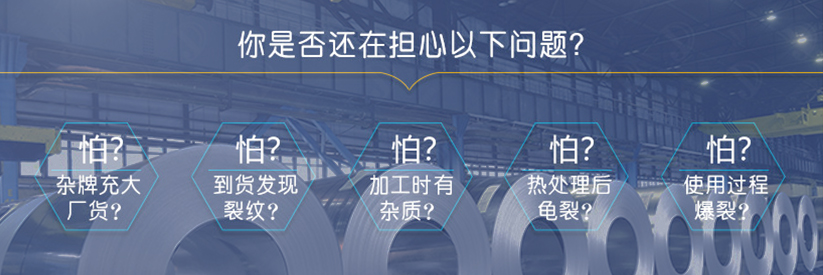 你是否还在担心以下问题?
怕? 怕? 怕? 怕? 怕?
杂牌充大 到货发现 加工时有 热处理后 使用过程
厂货? 裂纹? 杂质? 龟裂? 爆裂?